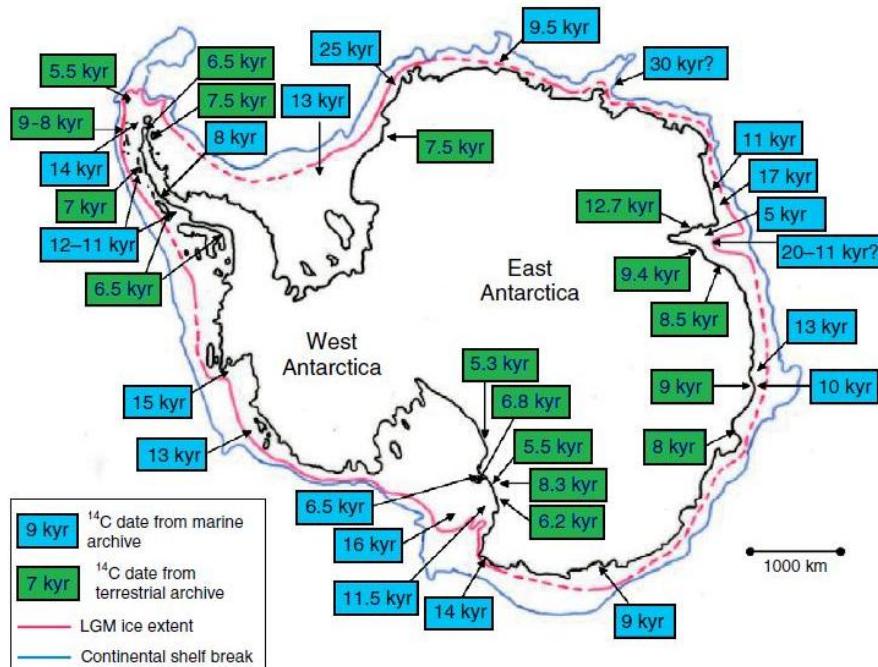 9.5 kyr
25 kyr
30 kyr?
6.5 kyr
5.5 kyr
13 kyr
7.5 kyr
9-8 kyr
8 kyr
7.5 kyr
11 kyr
14 kyr
17 kyr
7 kyr
12.7 kyr
5 kyr
12–11 kyr
20–11 kyr?
East
Antarctica
9.4 kyr
6.5 kyr
8.5 kyr
13 kyr
West
Antarctica
5.3 kyr
15 kyr
6.8 kyr
9 kyr
10 kyr
13 kyr
5.5 kyr
8 kyr
6.5 kyr
8.3 kyr
6.2 kyr
16 kyr
11.5 kyr
14 kyr
9 kyr
1000 km
9 kyr
14C date from marine
archive
7 kyr
14C date from
terrestrial archive
LGM ice extent
Continental shelf break